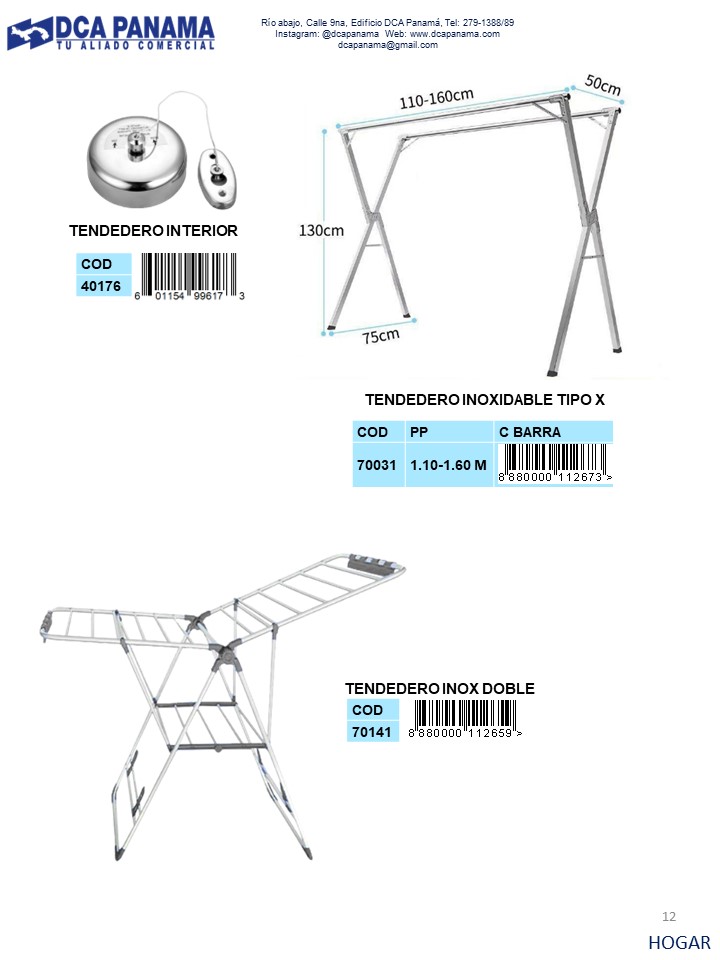 DCA PANAMA
TU ALIADO COMERCIAL
Río abajo, Calle 9na, Edificio DCA Panamá, Tel: 279-1388/89
Instagram: @dcapanama Web: www.dcapanama.com
dcapanama@gmail.com
TENDEDERO INTERIOR
COD
40176
6 01154 99617 3
110-160cm
50cm
130cm
75cm
TENDEDERO INOXIDABLE TIPO X
COD PP C BARRA
70031 1.10-1.60 M
8 880000 112673 >
TENDEDERO INOX DOBLE
COD
70141
8 880000 112659 >
12
HOGAR